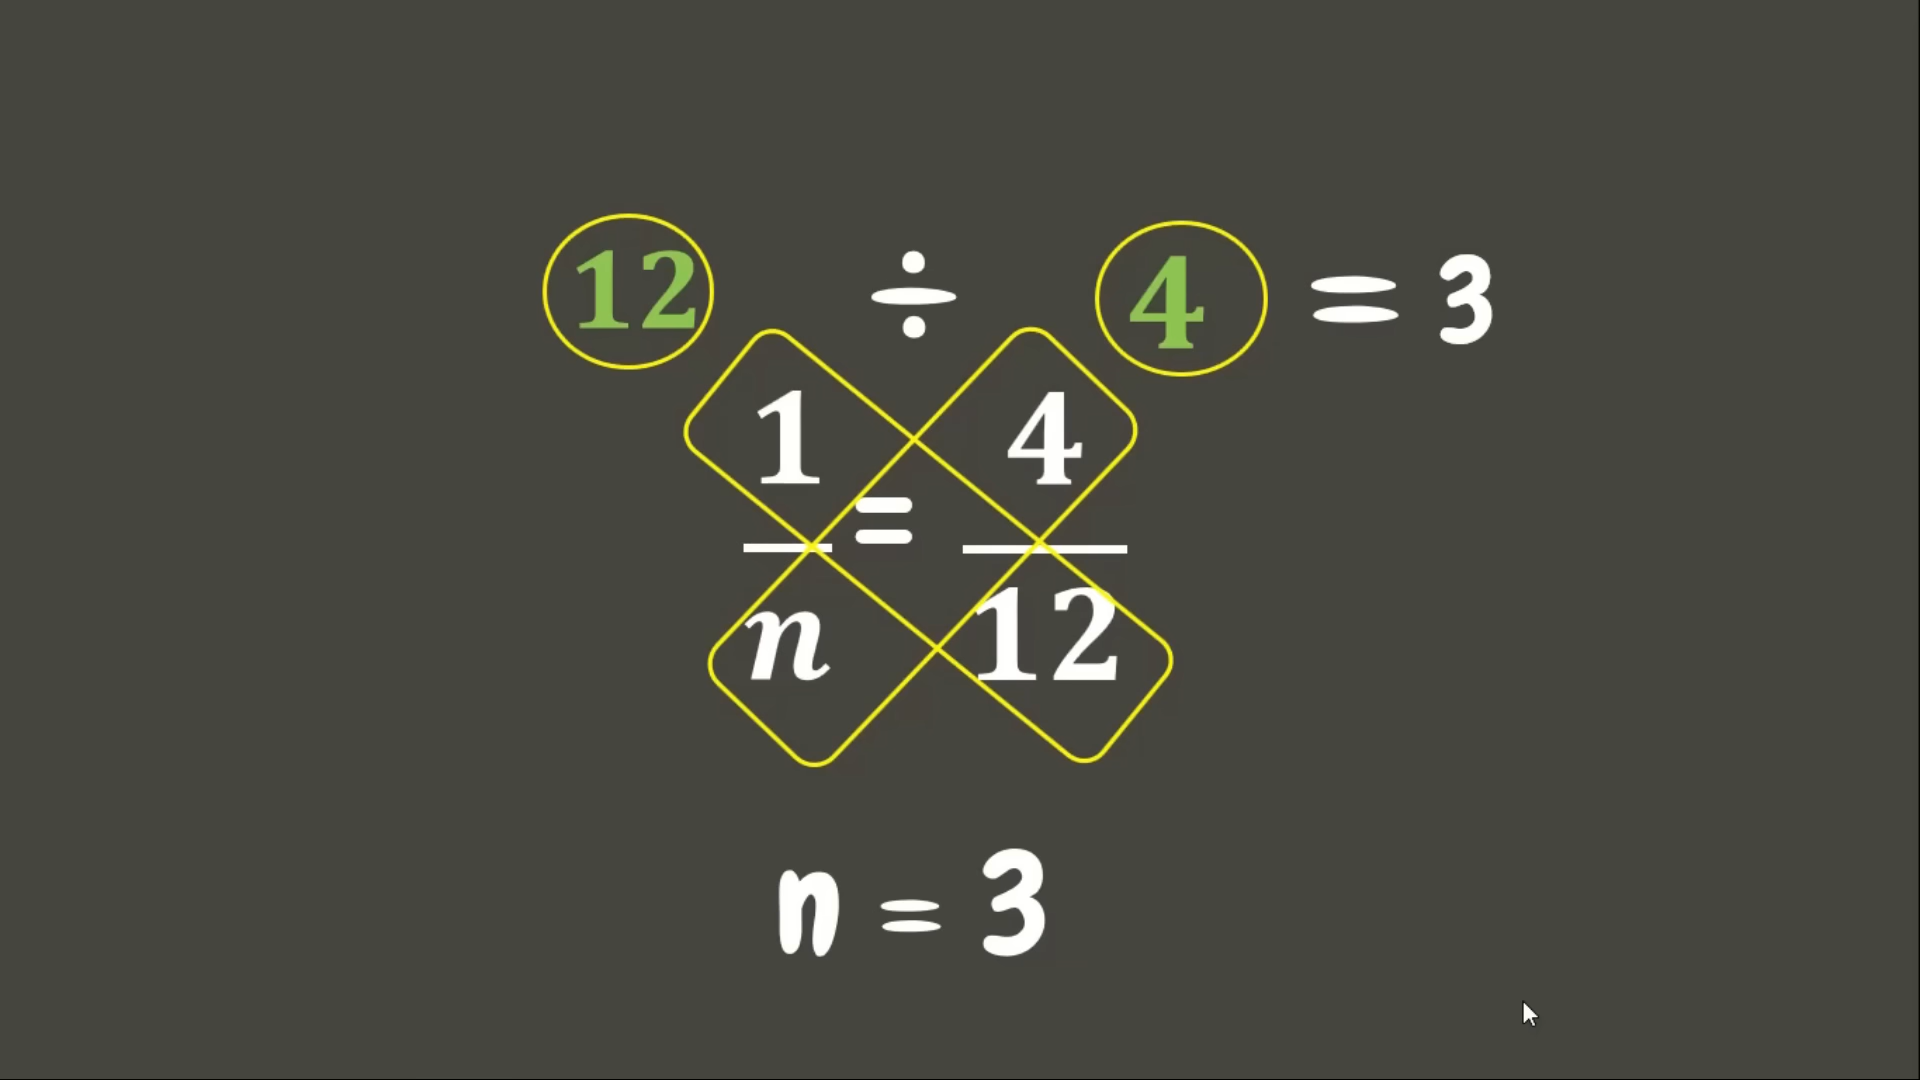 12 ÷ 4 = 3
1 4
=
n 12
n = 3